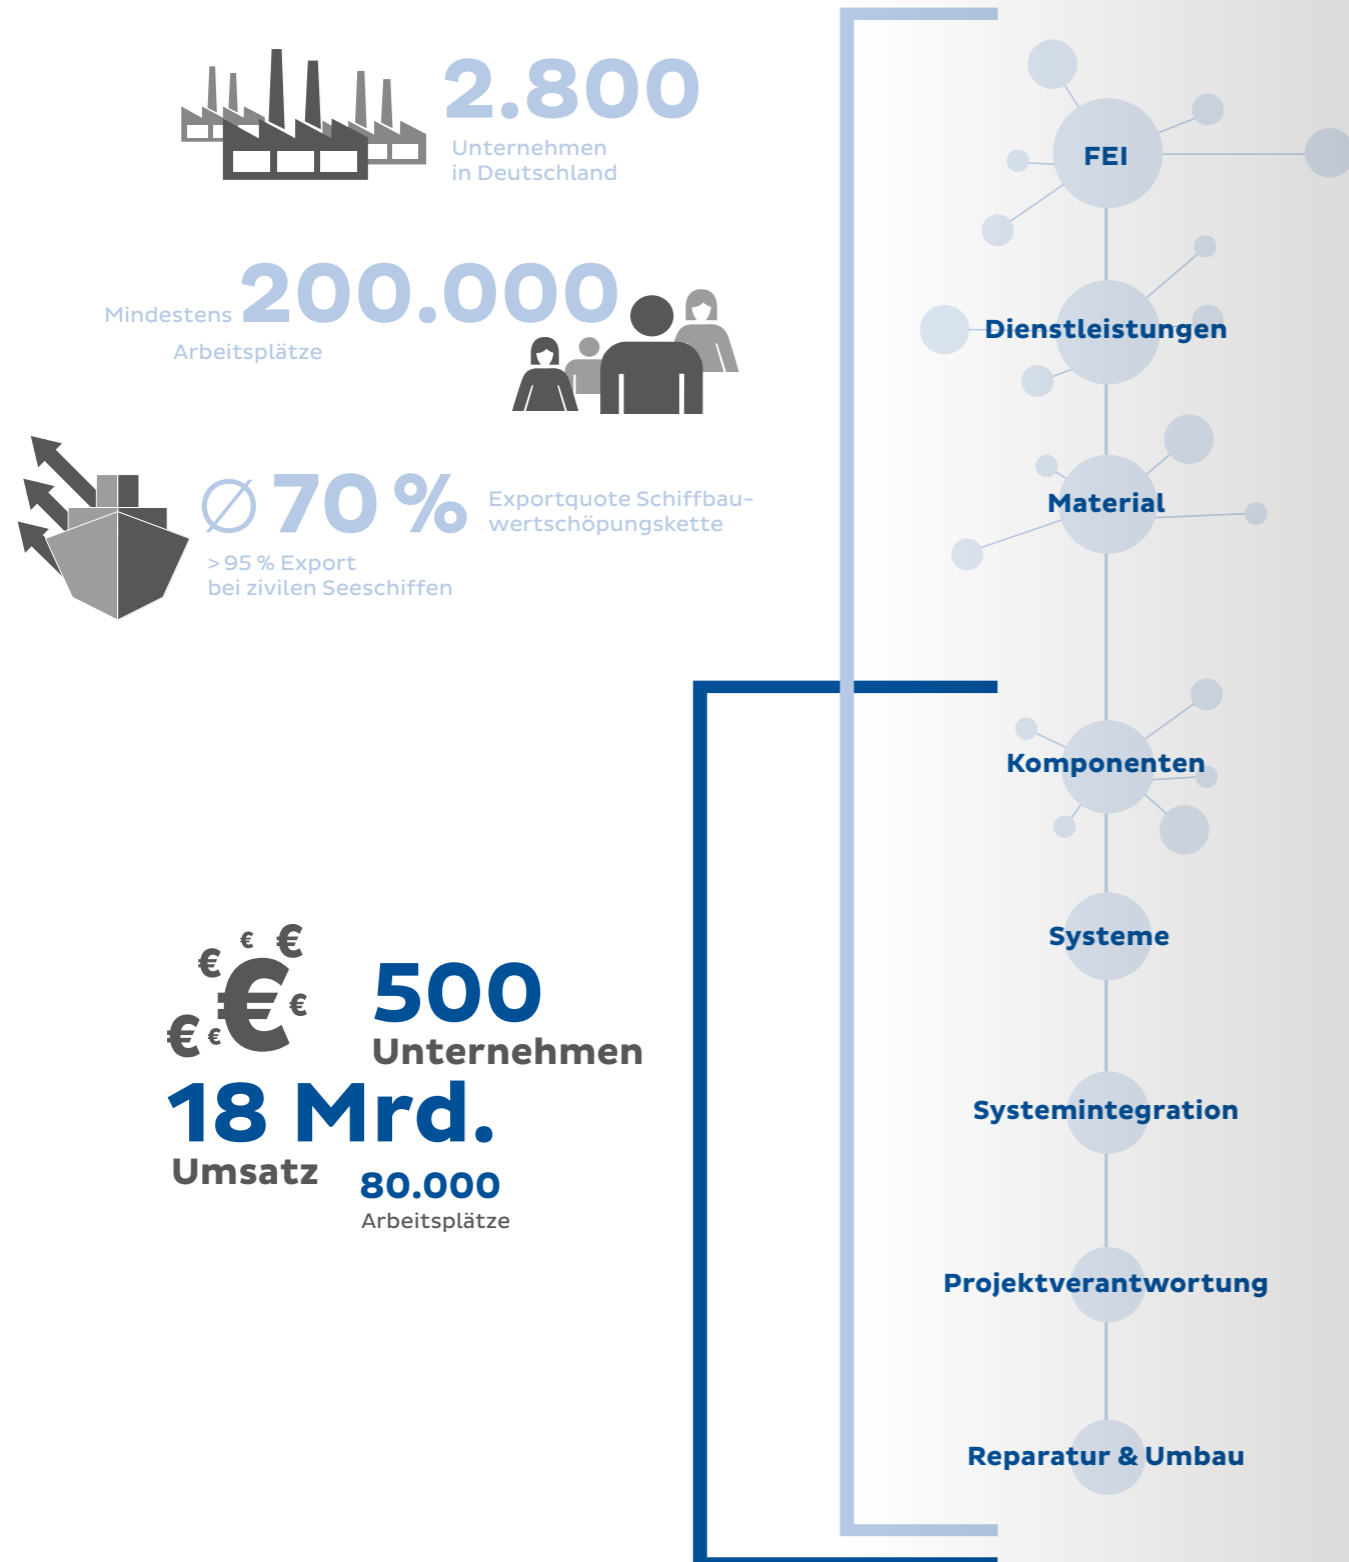 2.800
Unternehmen
in Deutschland
Mindestens 200.000
Arbeitsplätze
Ø 70 %
Exportquote Schiffbau-
wertschöpungskette
> 95 % Export
bei zivilen Seeschiffen
€ € €
€ €
€ €
500
Unternehmen
18 Mrd.
Umsatz
80.000
Arbeitsplätze
FEI
Dienstleistungen
Material
Komponenten
Systeme
Systemintegration
Projektverantwortung
Reparatur & Umbau